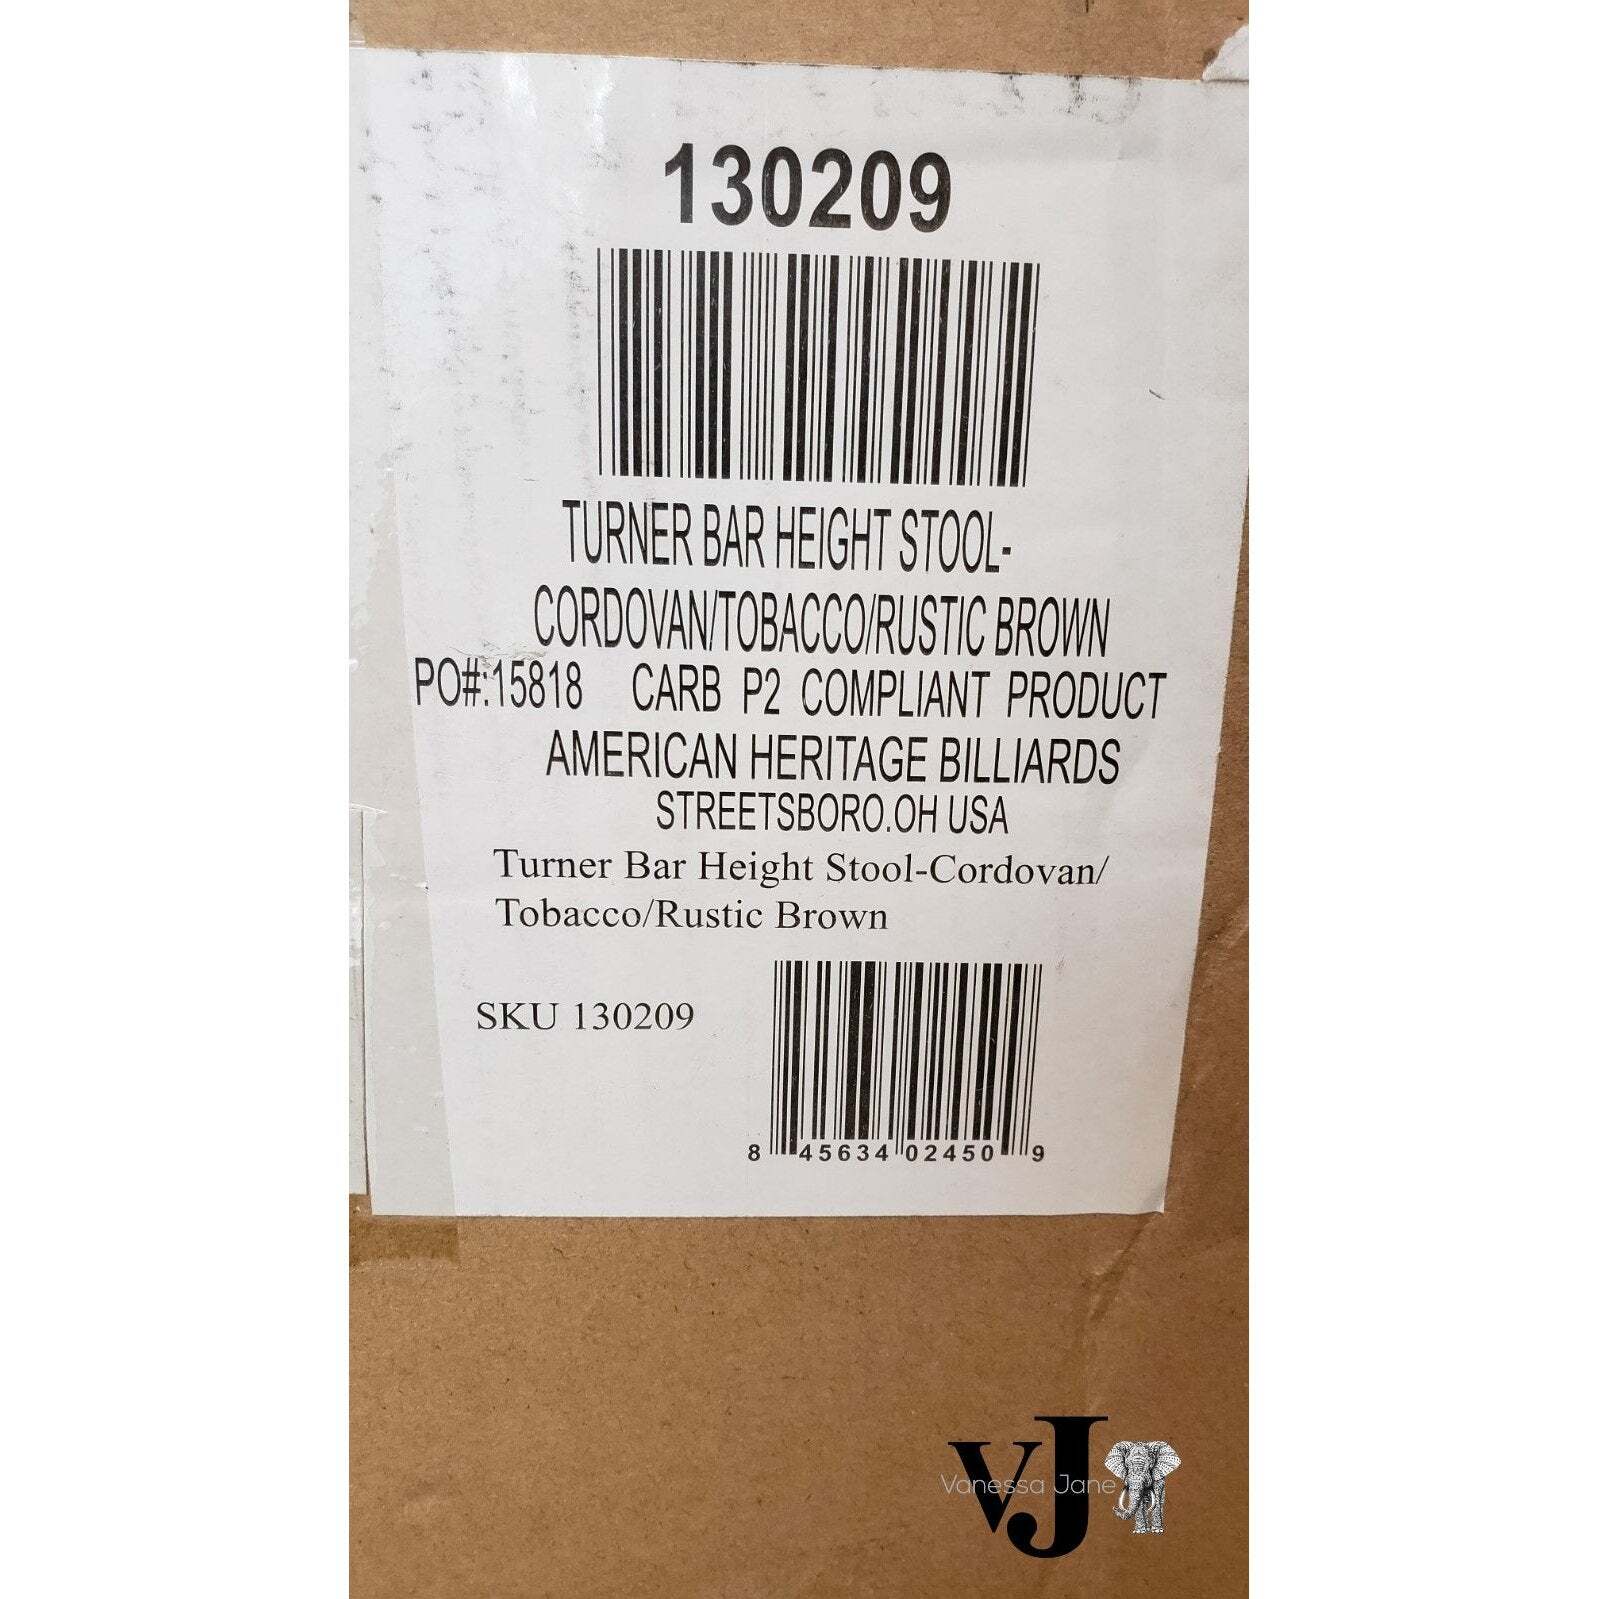 130209
TURNER BAR HEIGHT STOOL-
CORDOVAN/TOBACCO/RUSTIC BROWN
PO#:15818 CARB P2 COMPLIANT PRODUCT
AMERICAN HERITAGE BILLIARDS
STREETSBORO.OH USA
Turner Bar Height Stool-Cordovan/
Tobacco/Rustic Brown
SKU 130209
8 45634 02450 9
VJ
Vanessa Jane